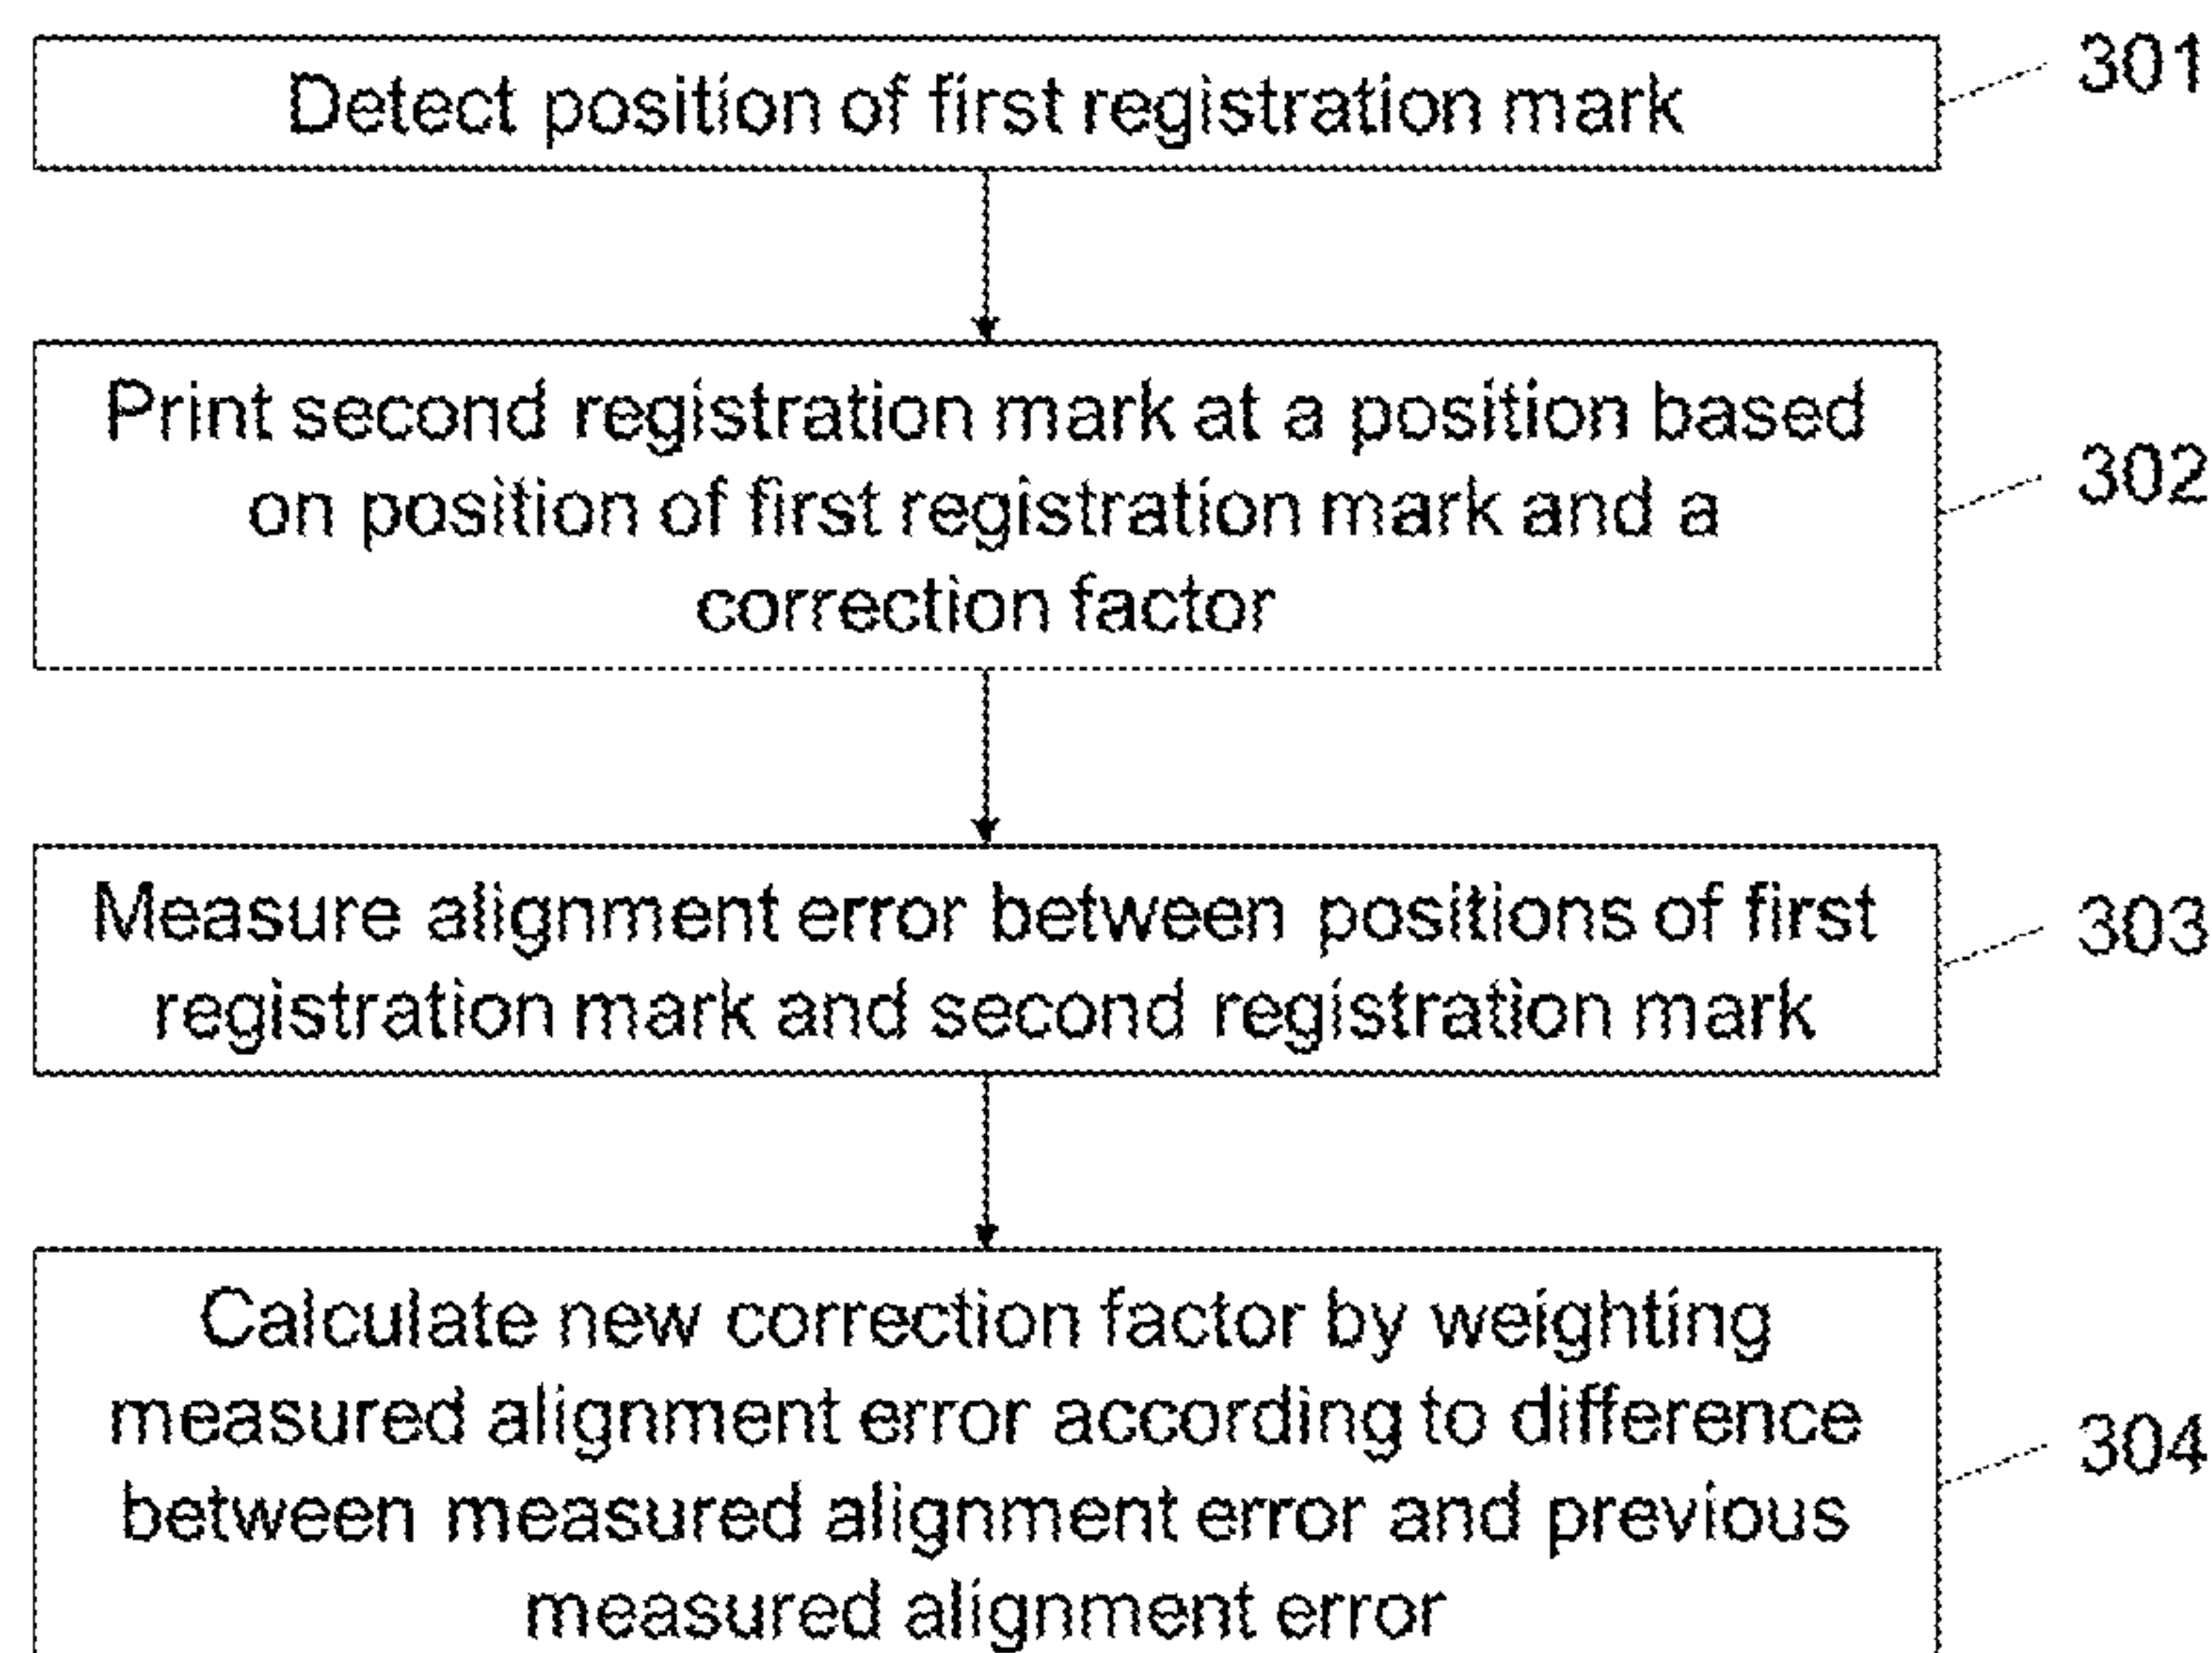 Detect position of first registration mark
301
Print second registration mark at a position based
on position of first registration mark and a
correction factor
302
Measure alignment error between positions of first
registration mark and second registration mark
303
Calculate new correction factor by weighting
measured alignment error according to difference
between measured alignment error and previous
measured alignment error
304